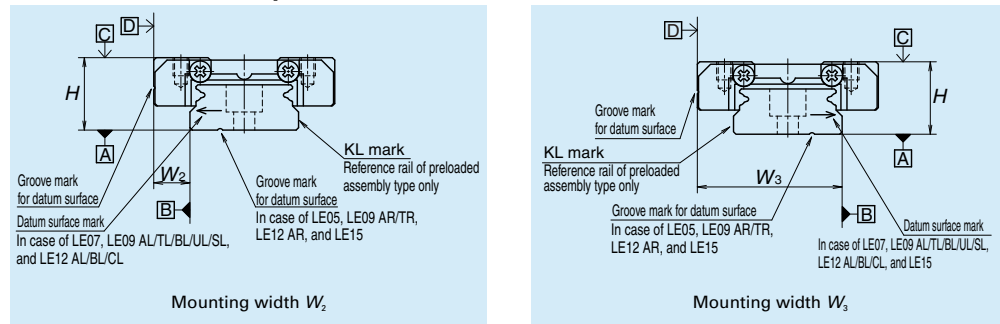 D
C
H
A
KL mark
Reference rail of preloaded
assembly type only
Groove mark
for datum surface
W2
Groove mark
for datum surface
Datum surface mark
In case of LE07, LE09 AL/TL/BL/UL/SL,
and LE12 AL/BL/CL
B
In case of LE05, LE09 AR/TR,
LE12 AR, and LE15
Mounting width W2
D
C
H
Groove mark
for datum surface
A
KL mark
Reference rail of preloaded
assembly type only
W3
Groove mark for datum surface
In case of LE05, LE09 AR/TR,
LE12 AR, and LE15
B
Datum surface mark
In case of LE07, LE09 AL/TL/BL/UL/SL,
LE12 AL/BL/CL, and LE15
Mounting width W3